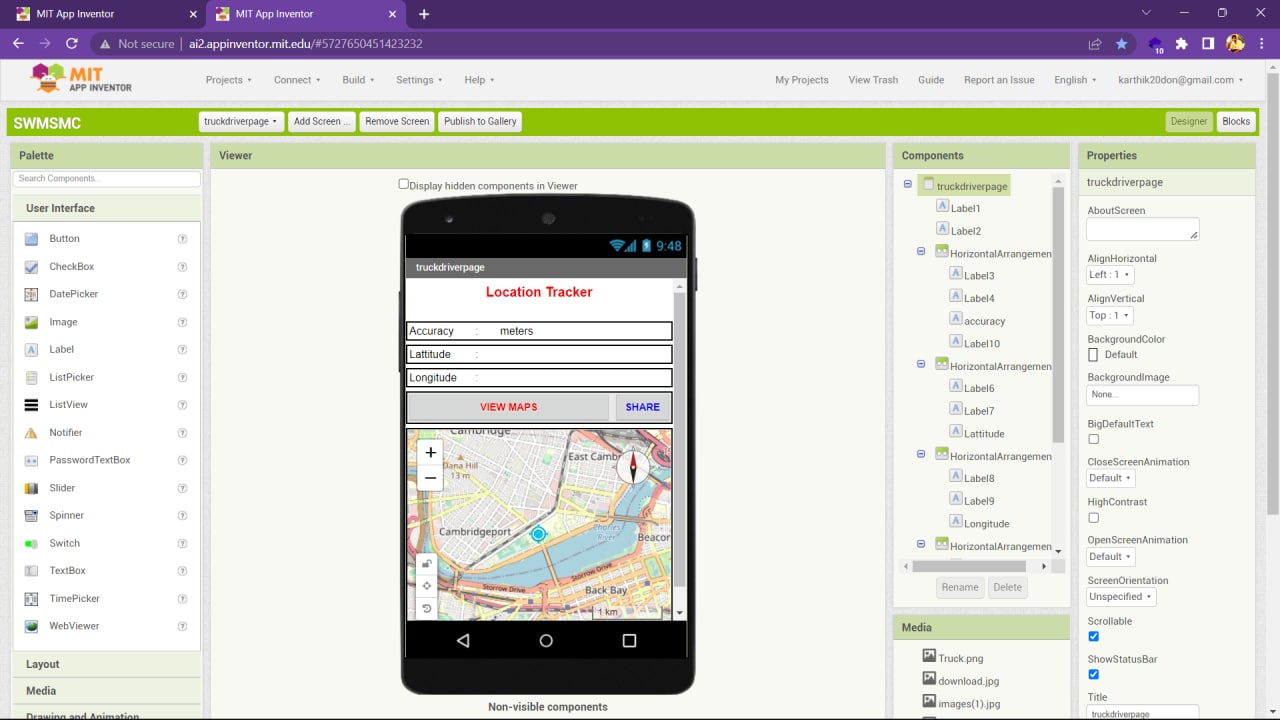 MIT App Inventor
MIT App Inventor
Not secure
ai2.appinventor.mit.edu/#5727650451423232
10
MIT
APP INVENTOR
Projects
Connect
Build
Settings
Help
My Projects
View Trash
Guide
Report an Issue
English
karthik20don@gmail.com
SWMSMC
truckdriverpage
Add Screen ...
Remove Screen
Publish to Gallery
Designer
Blocks
Palette
Search Components...
User Interface
Button
CheckBox
DatePicker
Image
Label
ListPicker
ListView
Notifier
PasswordTextBox
Slider
Spinner
Switch
TextBox
TimePicker
WebViewer
Layout
Media
Drawing and Animation
Viewer
Display hidden components in Viewer
9:48
truckdriverpage
Location Tracker
Accuracy : meters
Lattitude :
Longitude :
VIEW MAPS
SHARE
Cambridge
East Camb
Dana Hill
13 m
Cambridgeport
Charles
River
Beacon
Storrow Drive
Storrow Drive
Back Bay
1 km
Non-visible components
Components
truckdriverpage
Label1
Label2
HorizontalArrangemen
Label3
Label4
accuracy
Label10
HorizontalArrangemen
Label6
Label7
Lattitude
HorizontalArrangemen
Label8
Label9
Longitude
HorizontalArrangemen
Rename
Delete
Media
Truck.png
download.jpg
images(1).jpg
Properties
truckdriverpage
AboutScreen
AlignHorizontal
Left : 1
AlignVertical
Top : 1
BackgroundColor
Default
BackgroundImage
None...
BigDefaultText
CloseScreenAnimation
Default
HighContrast
OpenScreenAnimation
Default
ScreenOrientation
Unspecified
Scrollable
ShowStatusBar
Title
truckdriverpage